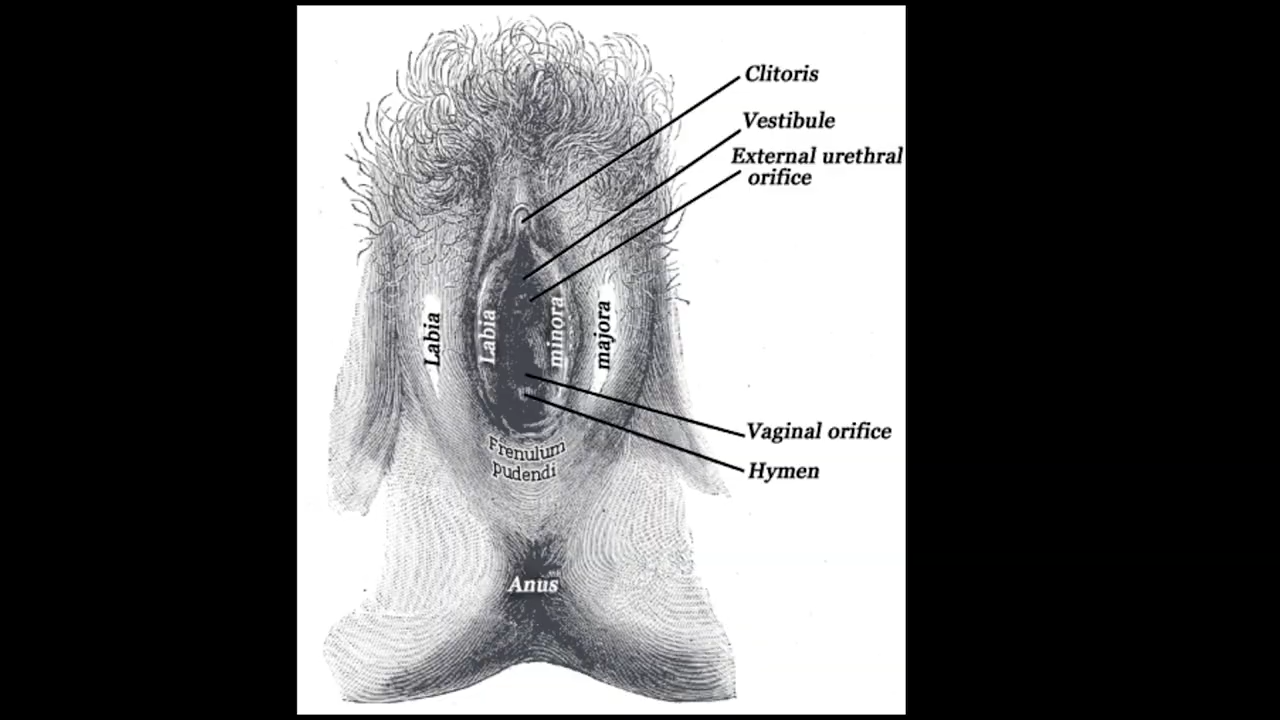 Clitoris
Vestibule
External urethral
orifice
Labia
Labia
minora
majora
Vaginal orifice
Hymen
Frenulum
pudendi
Anus